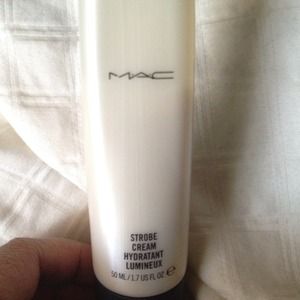 MAC
STROBE
CREAM
HYDRATANT
LUMINEUX
50 ML / 1.7 US FL OZ ℮